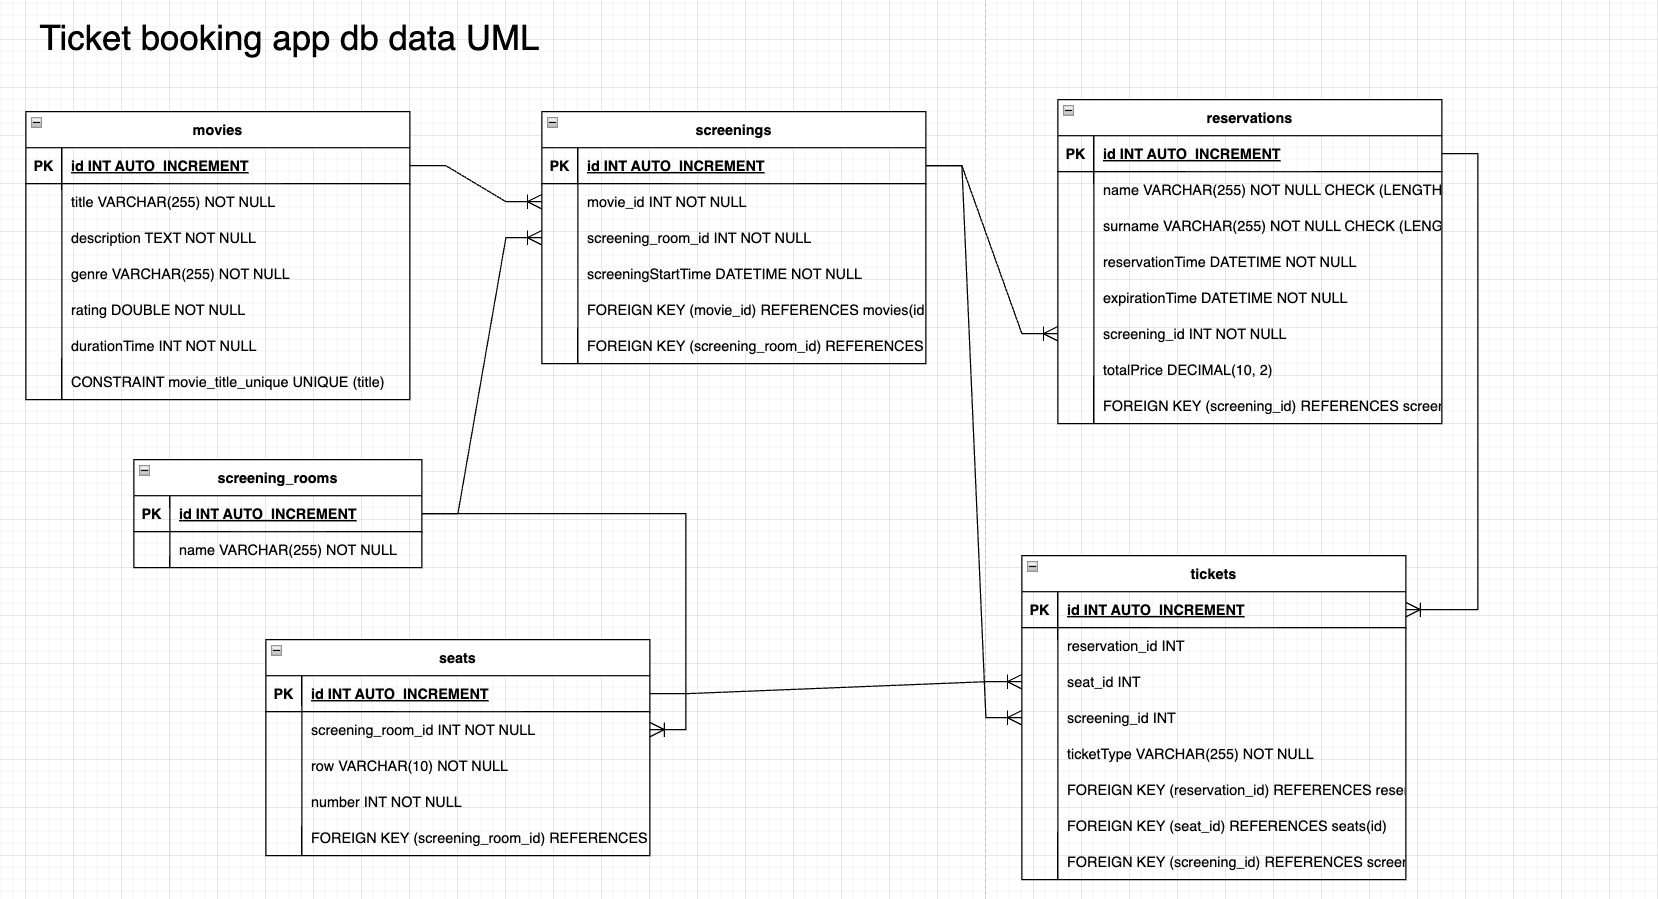 Ticket booking app db data UML
movies
PK id INT AUTO_INCREMENT
title VARCHAR(255) NOT NULL
description TEXT NOT NULL
genre VARCHAR(255) NOT NULL
rating DOUBLE NOT NULL
durationTime INT NOT NULL
CONSTRAINT movie_title_unique UNIQUE (title)
screenings
PK id INT AUTO_INCREMENT
movie_id INT NOT NULL
screening_room_id INT NOT NULL
screeningStartTime DATETIME NOT NULL
FOREIGN KEY (movie_id) REFERENCES movies(id
FOREIGN KEY (screening_room_id) REFERENCES
reservations
PK id INT AUTO_INCREMENT
name VARCHAR(255) NOT NULL CHECK (LENGTH
surname VARCHAR(255) NOT NULL CHECK (LENG
reservationTime DATETIME NOT NULL
expirationTime DATETIME NOT NULL
screening_id INT NOT NULL
totalPrice DECIMAL(10, 2)
FOREIGN KEY (screening_id) REFERENCES screer
screening_rooms
PK id INT AUTO_INCREMENT
name VARCHAR(255) NOT NULL
seats
PK id INT AUTO_INCREMENT
screening_room_id INT NOT NULL
row VARCHAR(10) NOT NULL
number INT NOT NULL
FOREIGN KEY (screening_room_id) REFERENCES
tickets
PK id INT AUTO_INCREMENT
reservation_id INT
seat_id INT
screening_id INT
ticketType VARCHAR(255) NOT NULL
FOREIGN KEY (reservation_id) REFERENCES rese
FOREIGN KEY (seat_id) REFERENCES seats(id)
FOREIGN KEY (screening_id) REFERENCES screer